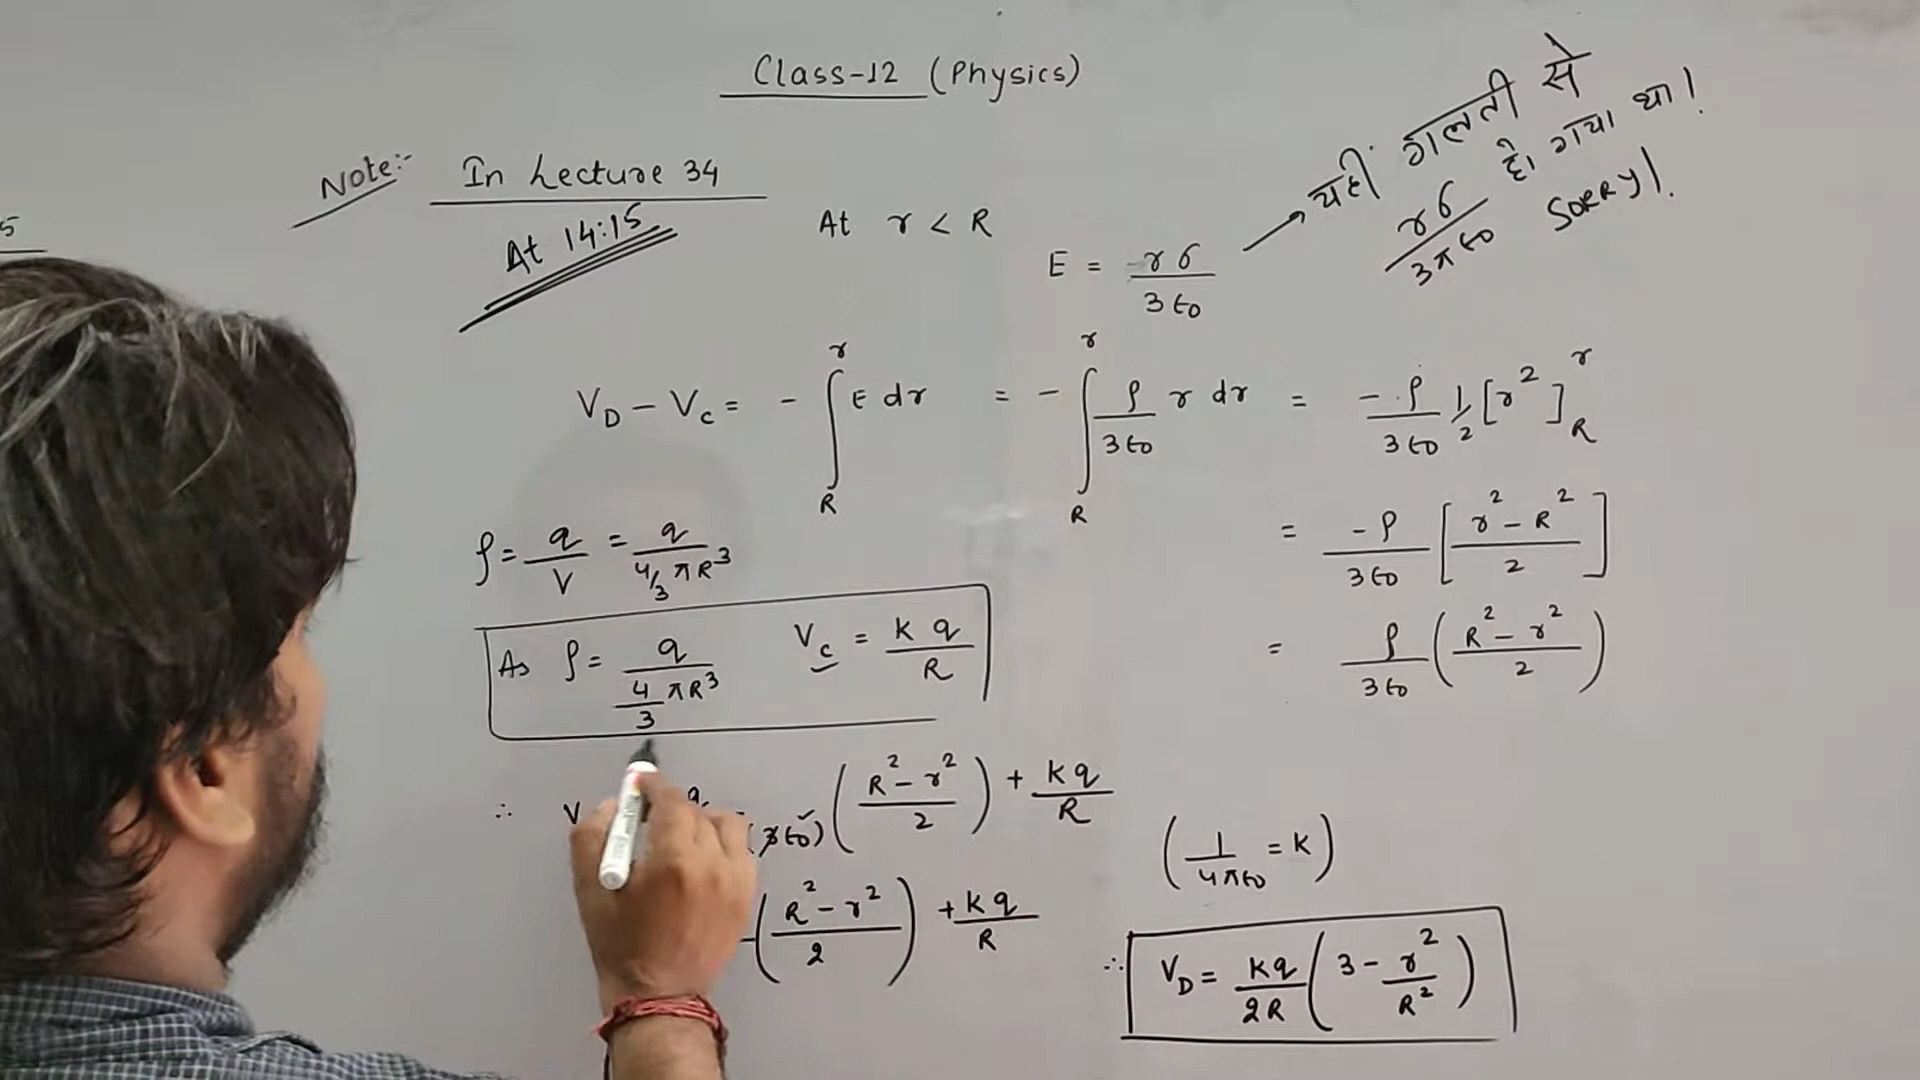 Class-12 (Physics)
Note:- In Lecture 34
At 14:15
5
At r < R
E = rσ / 3ϵ₀
→ यहाँ गलती से
rσ / 3πϵ₀ हो गया था।
SORRY।.
V_D - V_C = - ∫_R^r E dr = - ∫_R^r ρ / 3ϵ₀ r dr = -ρ / 3ϵ₀ 1/2 [r²]_R^r
= -ρ / 3ϵ₀ [ (r² - R²) / 2 ]
ρ = q / V = q / 4/3 πR³
= ρ / 3ϵ₀ ( (R² - r²) / 2 )
As ρ = q / (4/3 πR³) V_C = kq / R
∴ V q (3ϵ₀) ( (R² - r²) / 2 ) + kq / R
(1 / 4πϵ₀ = k)
( (R² - r²) / 2 ) + kq / R
∴ V_D = kq / 2R ( 3 - r² / R² )